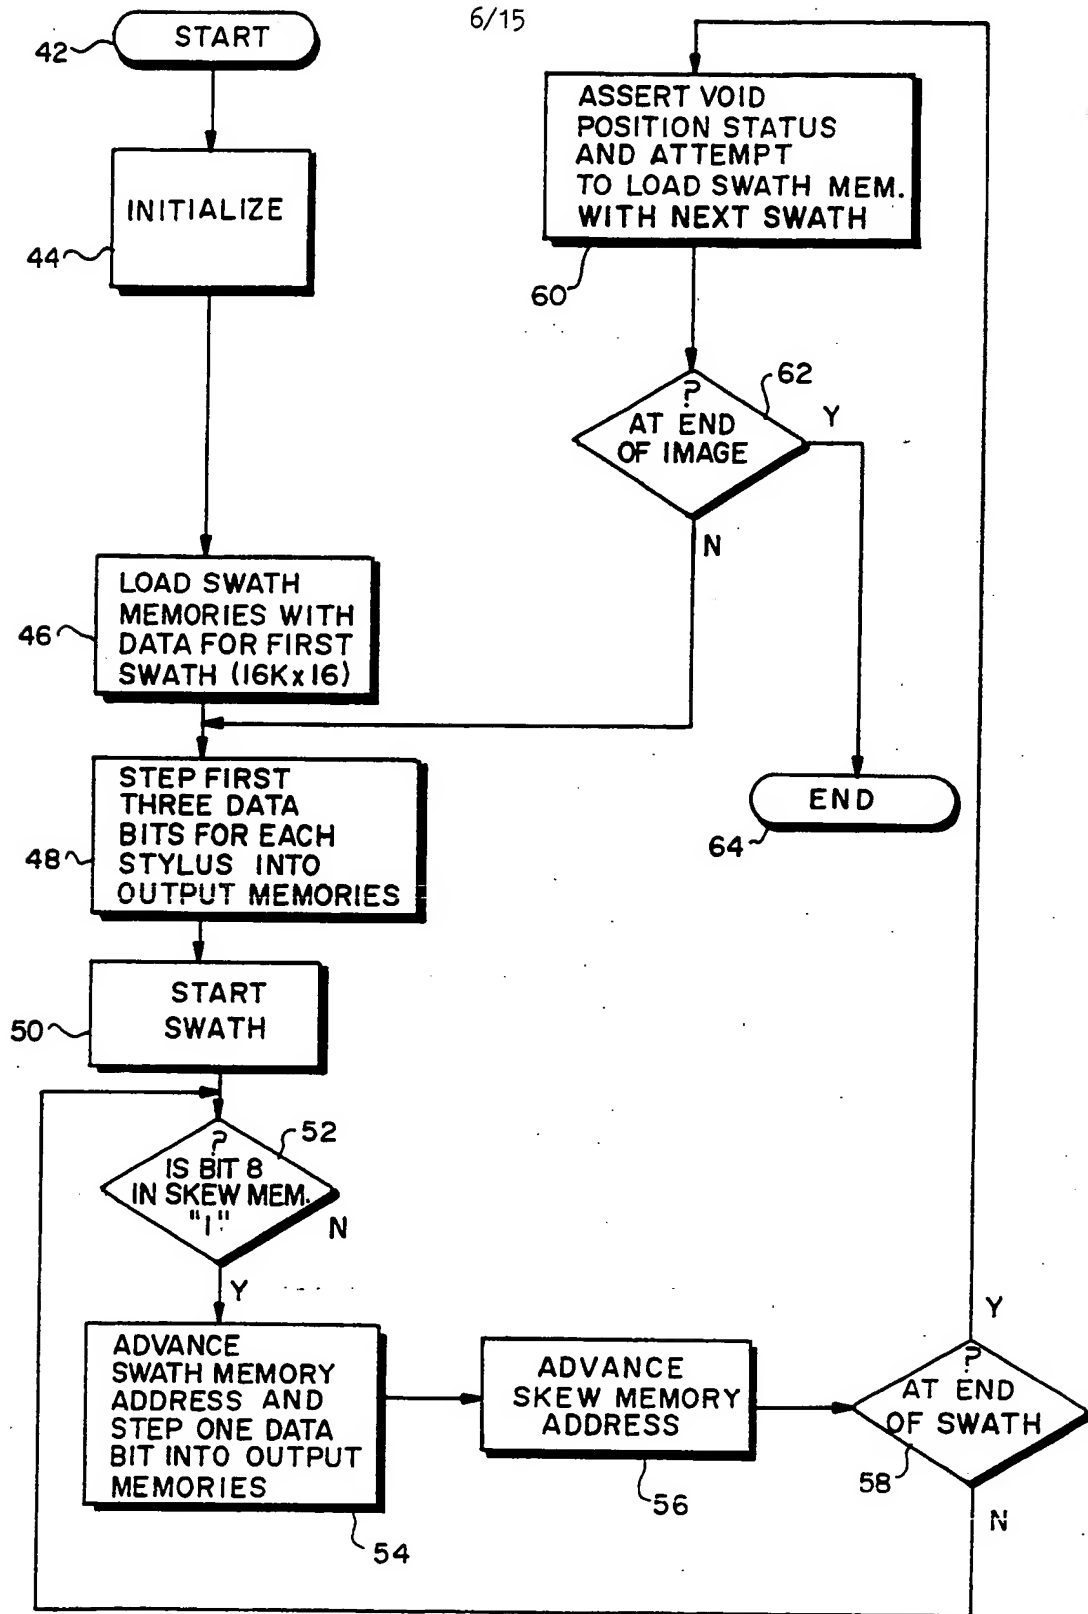 6/15
42
START
INITIALIZE
44
LOAD SWATH
MEMORIES WITH
DATA FOR FIRST
SWATH (16K x 16)
46
STEP FIRST
THREE DATA
BITS FOR EACH
STYLUS INTO
OUTPUT MEMORIES
48
START
SWATH
50
52
?
IS BIT 8
IN SKEW MEM.
"1"
N
Y
ADVANCE
SWATH MEMORY
ADDRESS AND
STEP ONE DATA
BIT INTO OUTPUT
MEMORIES
54
ADVANCE
SKEW MEMORY
ADDRESS
56
?
AT END
OF SWATH
58
Y
N
ASSERT VOID
POSITION STATUS
AND ATTEMPT
TO LOAD SWATH MEM.
WITH NEXT SWATH
60
62
?
AT END
OF IMAGE
Y
N
END
64